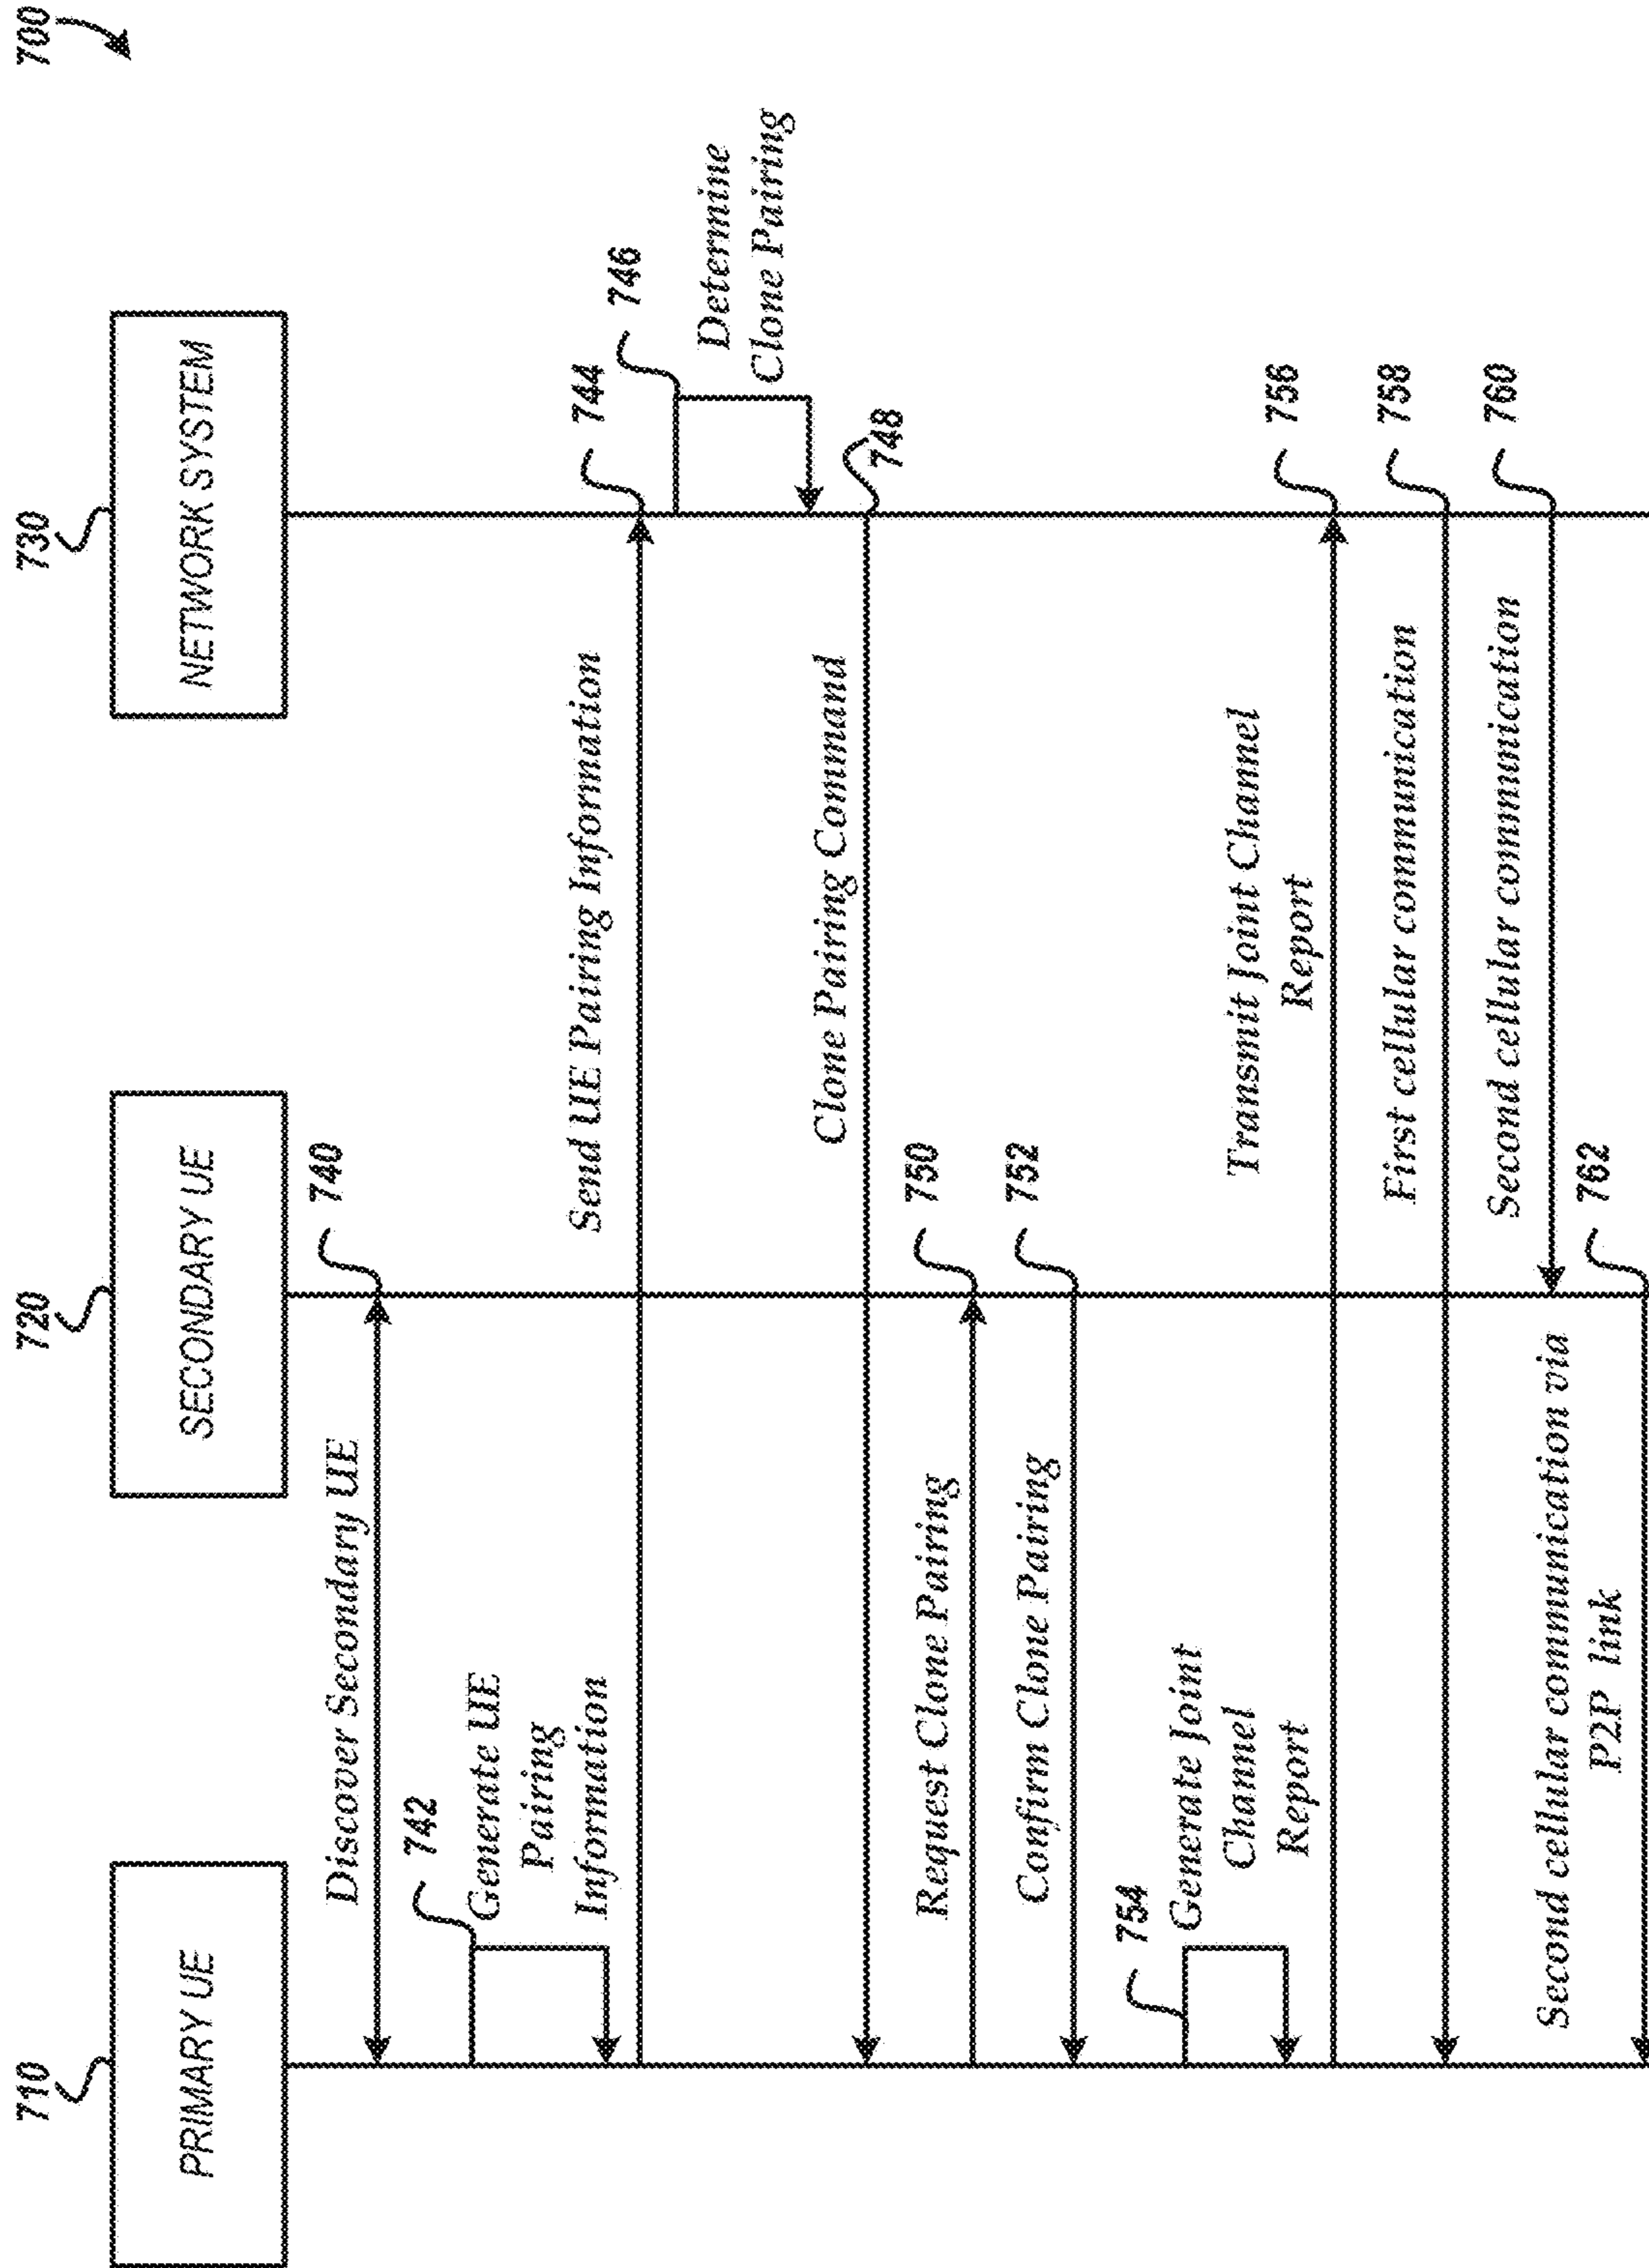 700
710
720
730
PRIMARY UE
SECONDARY UE
NETWORK SYSTEM
Discover Secondary UE
740
742
Generate UE
Pairing
Information
Send UE Pairing Information
744
746
Determine
Clone Pairing
Clone Pairing Command
748
Request Clone Pairing
750
Confirm Clone Pairing
752
754
Generate Joint
Channel
Report
Transmit Joint Channel
Report
756
First cellular communication
758
Second cellular communication
760
Second cellular communication via
P2P link
762